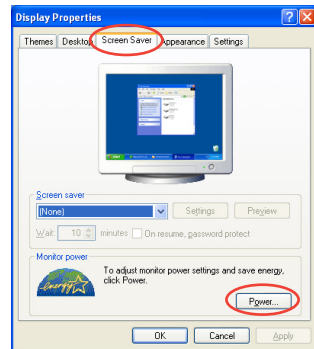 Display Properties
Themes Desktop Screen Saver Appearance Settings
Screen saver
(None) Settings Preview
Wait: 10 minutes On resume, password protect
Monitor power
To adjust monitor power settings and save energy,
click Power.
energy
Power...
OK Cancel Apply